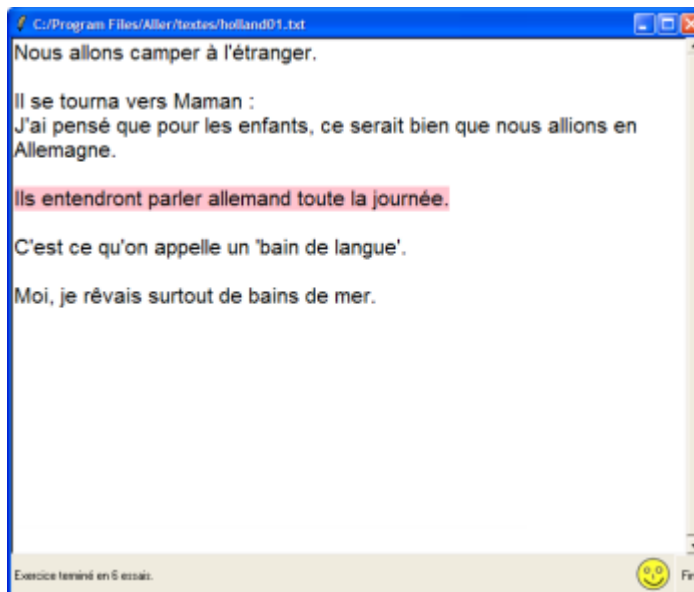 C:/Program Files/Aller/textes/holland01.txt
Nous allons camper à l'étranger.
Il se tourna vers Maman :
J'ai pensé que pour les enfants, ce serait bien que nous allions en
Allemagne.
Ils entendront parler allemand toute la journée.
C'est ce qu'on appelle un 'bain de langue'.
Moi, je rêvais surtout de bains de mer.
Exercice terminé en 6 essais.